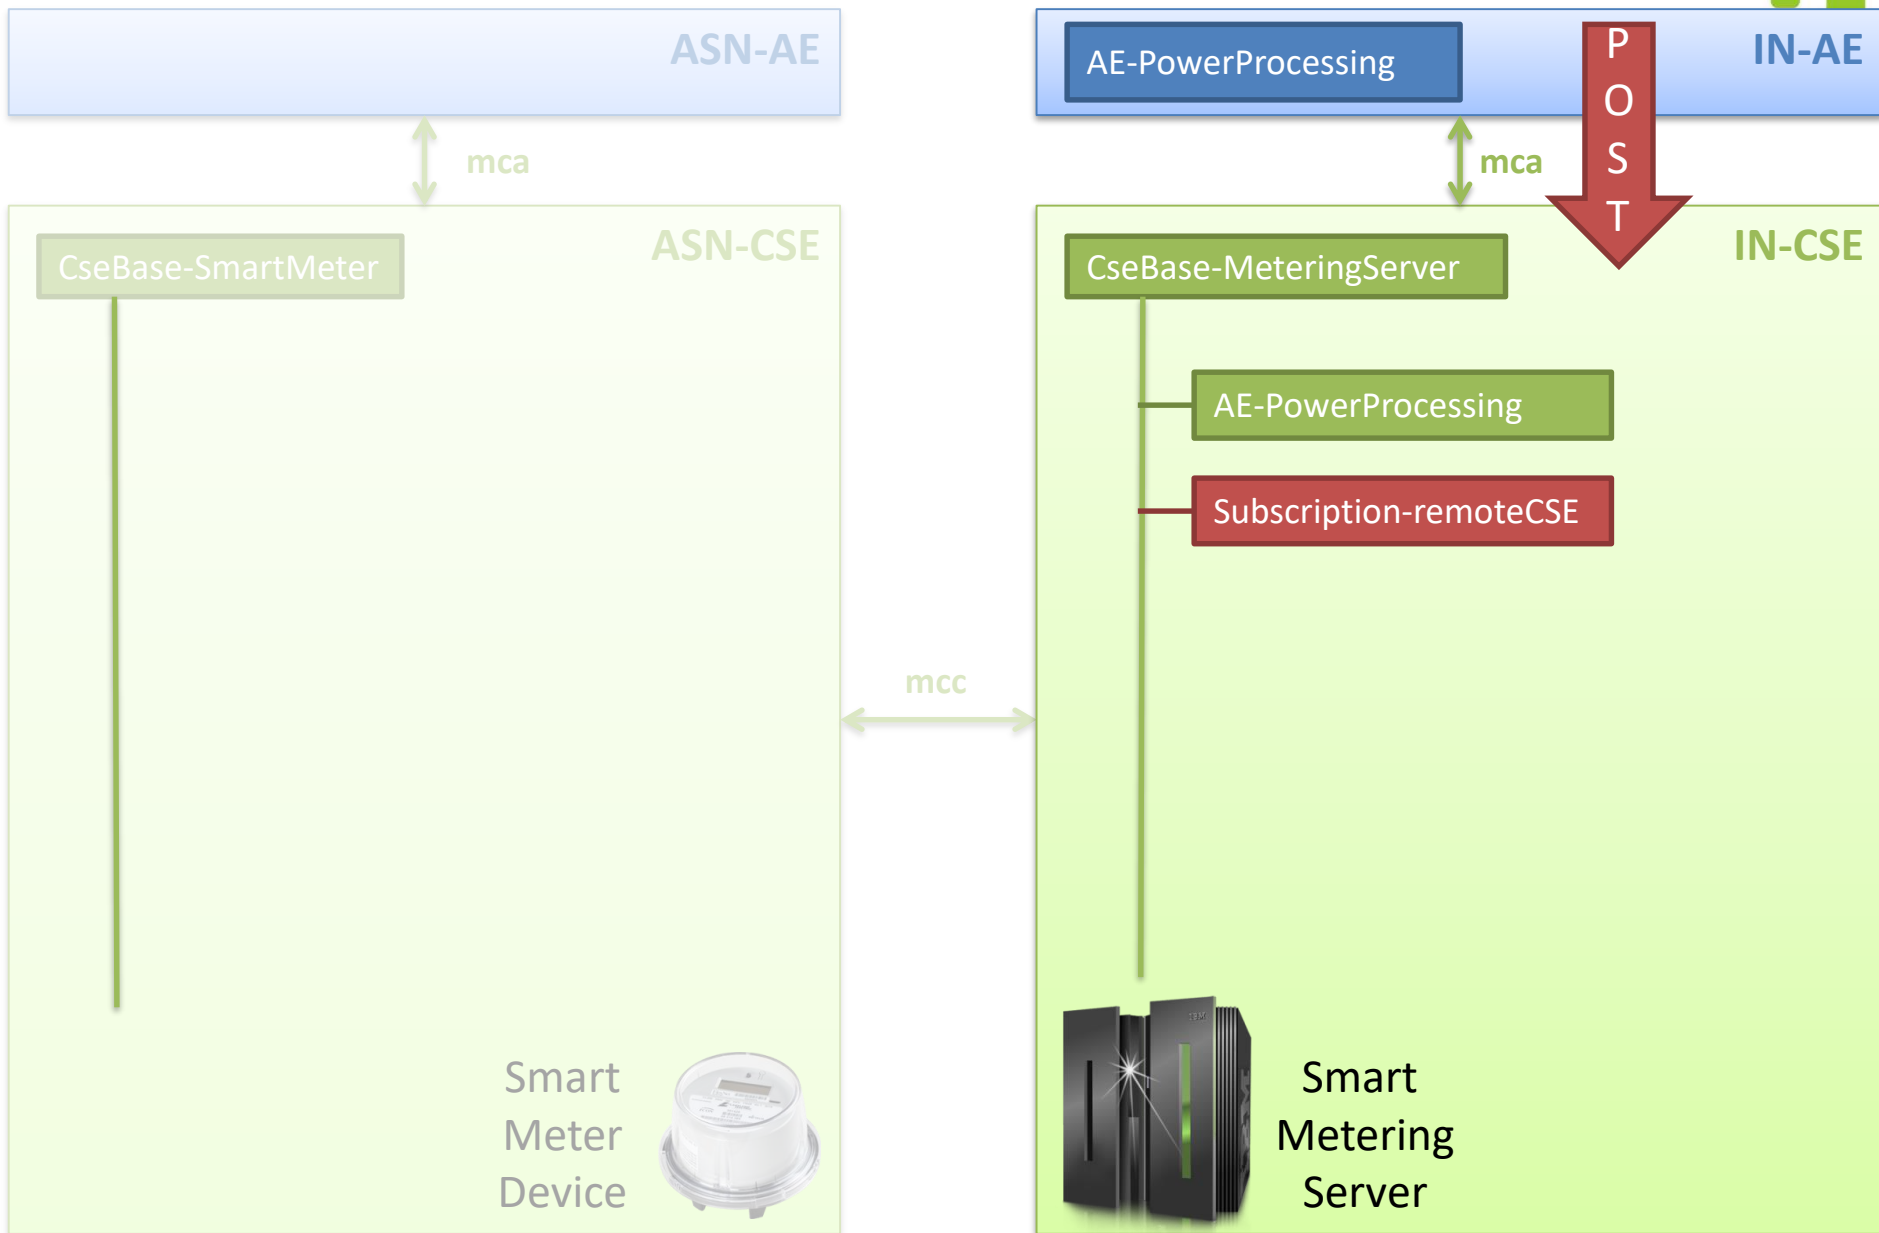 ASN-AE
mca
CseBase-SmartMeter
ASN-CSE
Smart
Meter
Device
mcc
AE-PowerProcessing
P
O
S
T
IN-AE
mca
CseBase-MeteringServer
IN-CSE
AE-PowerProcessing
Subscription-remoteCSE
IBM
Smart
Metering
Server